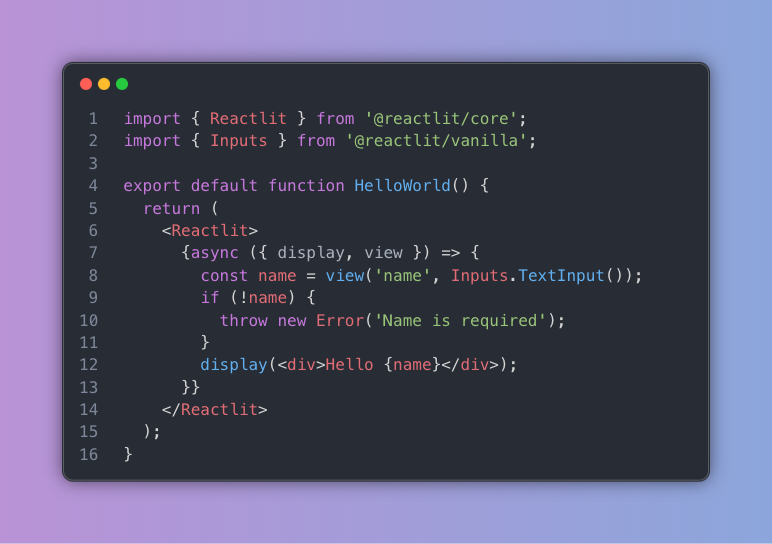 1 import { Reactlit } from '@reactlit/core';
2 import { Inputs } from '@reactlit/vanilla';
3
4 export default function HelloWorld() {
5   return (
6     <Reactlit>
7       {async ({ display, view }) => {
8         const name = view('name', Inputs.TextInput());
9         if (!name) {
10           throw new Error('Name is required');
11         }
12         display(<div>Hello {name}</div>);
13       }}
14     </Reactlit>
15   );
16 }